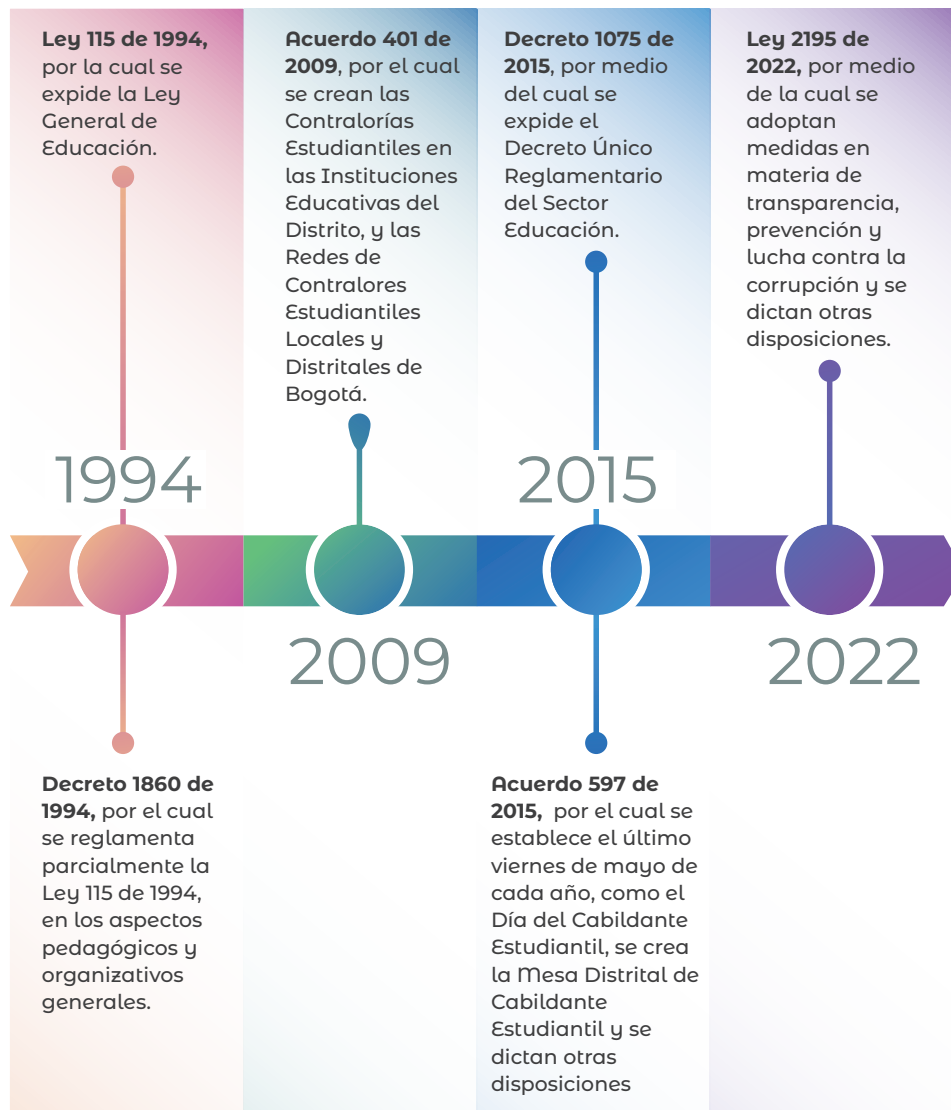 Ley 115 de 1994,
por la cual se
expide la Ley
General de
Educación.
1994
Decreto 1860 de
1994, por el cual
se reglamenta
parcialmente la
Ley 115 de 1994,
en los aspectos
pedagógicos y
organizativos
generales.
Acuerdo 401 de
2009, por el cual
se crean las
Contralorías
Estudiantiles en
las Instituciones
Educativas del
Distrito, y las
Redes de
Contralores
Estudiantiles
Locales y
Distritales de
Bogotá.
2009
Decreto 1075 de
2015, por medio
del cual se
expide el
Decreto Único
Reglamentario
del Sector
Educación.
2015
Acuerdo 597 de
2015, por el cual se
establece el último
viernes de mayo de
cada año, como el
Día del Cabildante
Estudiantil, se crea
la Mesa Distrital de
Cabildante
Estudiantil y se
dictan otras
disposiciones
Ley 2195 de
2022, por medio
de la cual se
adoptan
medidas en
materia de
transparencia,
prevención y
lucha contra la
corrupción y se
dictan otras
disposiciones.
2022